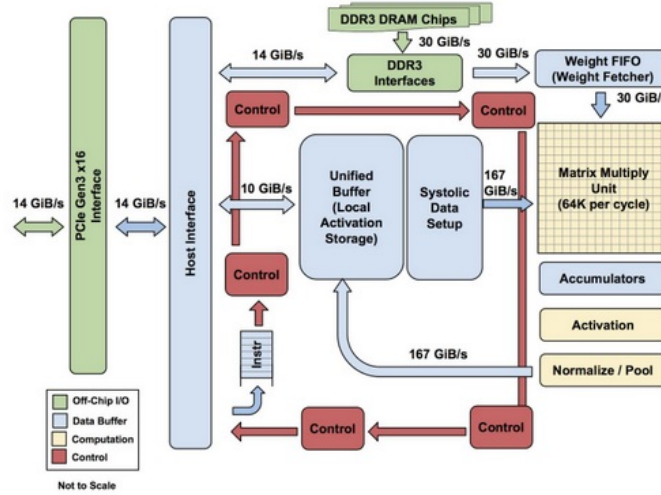 DDR3 DRAM Chips
30 GiB/s
14 GiB/s
DDR3
Interfaces
30 GiB/s
Weight FIFO
(Weight Fetcher)
30 GiB/s
Control
Control
PCIe Gen3 x16
Interface
14 GiB/s
14 GiB/s
Host Interface
10 GiB/s
Unified
Buffer
(Local
Activation
Storage)
Systolic
Data
Setup
167
GiB/s
Matrix Multiply
Unit
(64K per cycle)
Control
Accumulators
Activation
Instr
167 GiB/s
Normalize / Pool
Off-Chip I/O
Data Buffer
Computation
Control
Not to Scale
Control
Control